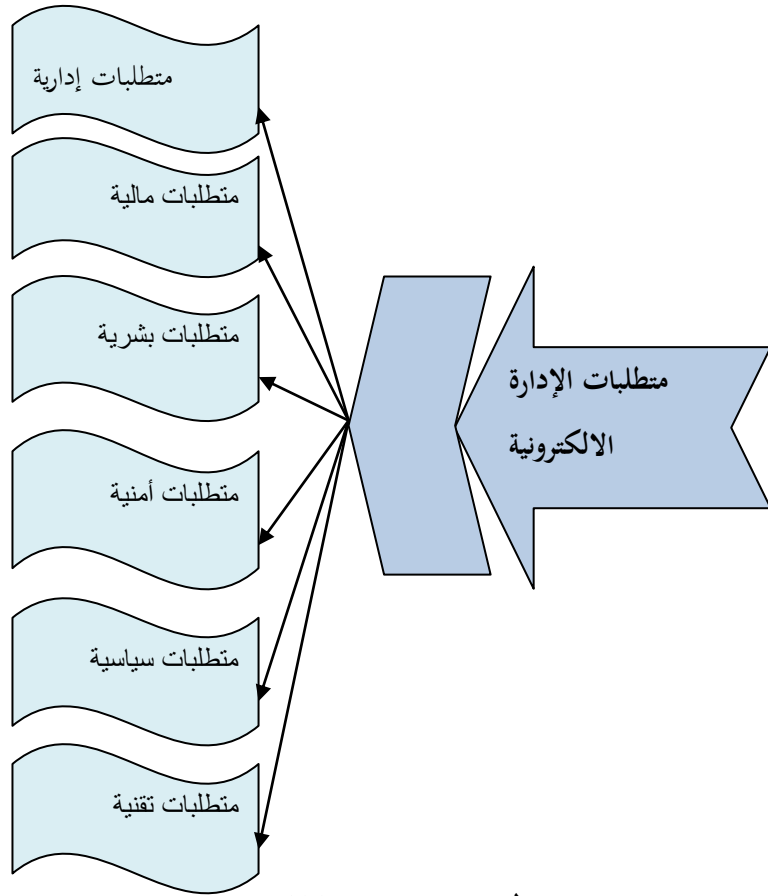 متطلبات الإدارة
الالكترونية
متطلبات إدارية
متطلبات مالية
متطلبات بشرية
متطلبات أمنية
متطلبات سياسية
متطلبات تقنية